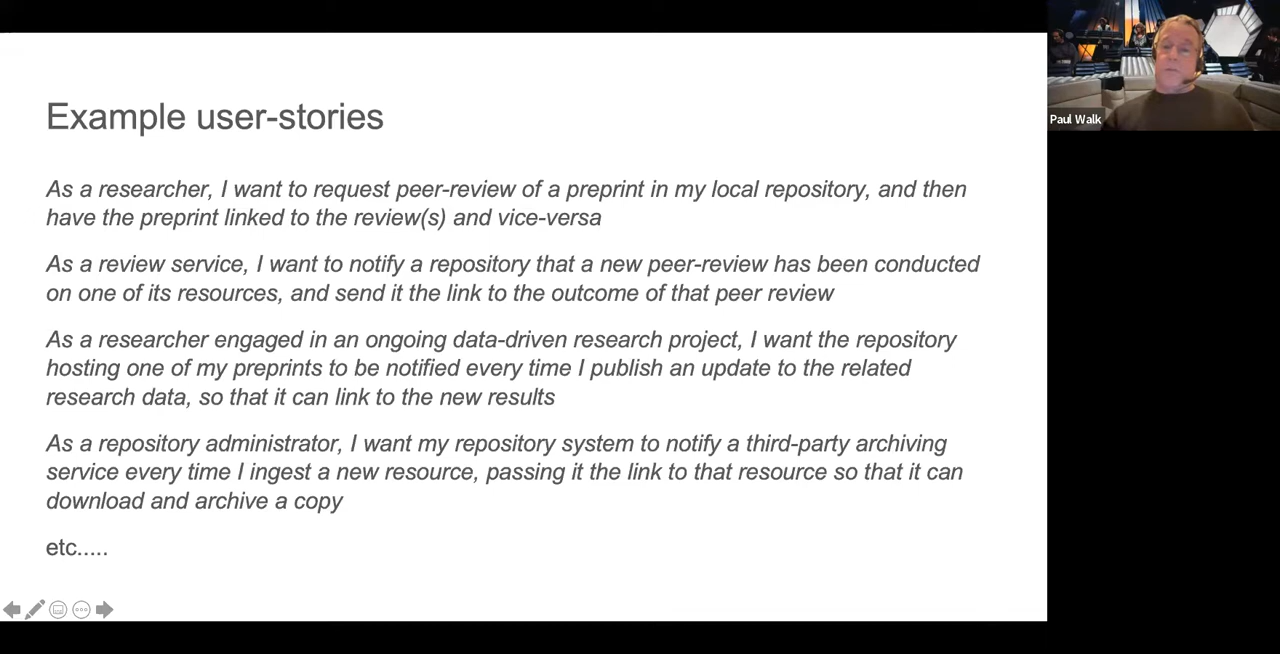 Example user-stories
As a researcher, I want to request peer-review of a preprint in my local repository, and then
have the preprint linked to the review(s) and vice-versa
As a review service, I want to notify a repository that a new peer-review has been conducted
on one of its resources, and send it the link to the outcome of that peer review
As a researcher engaged in an ongoing data-driven research project, I want the repository
hosting one of my preprints to be notified every time I publish an update to the related
research data, so that it can link to the new results
As a repository administrator, I want my repository system to notify a third-party archiving
service every time I ingest a new resource, passing it the link to that resource so that it can
download and archive a copy
etc.....
Paul Walk